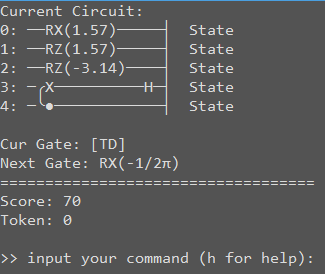 Current Circuit:
0: ──RX(1.57)──────┤ State
1: ──RZ(1.57)──────┤ State
2: ──RZ(-3.14)─────┤ State
3: ─╭X───────────H─┤ State
4: ─╰●─────────────┤ State
Cur Gate: [TD]
Next Gate: RX(-1/2π)
===================================
Score: 70
Token: 0
>> input your command (h for help):